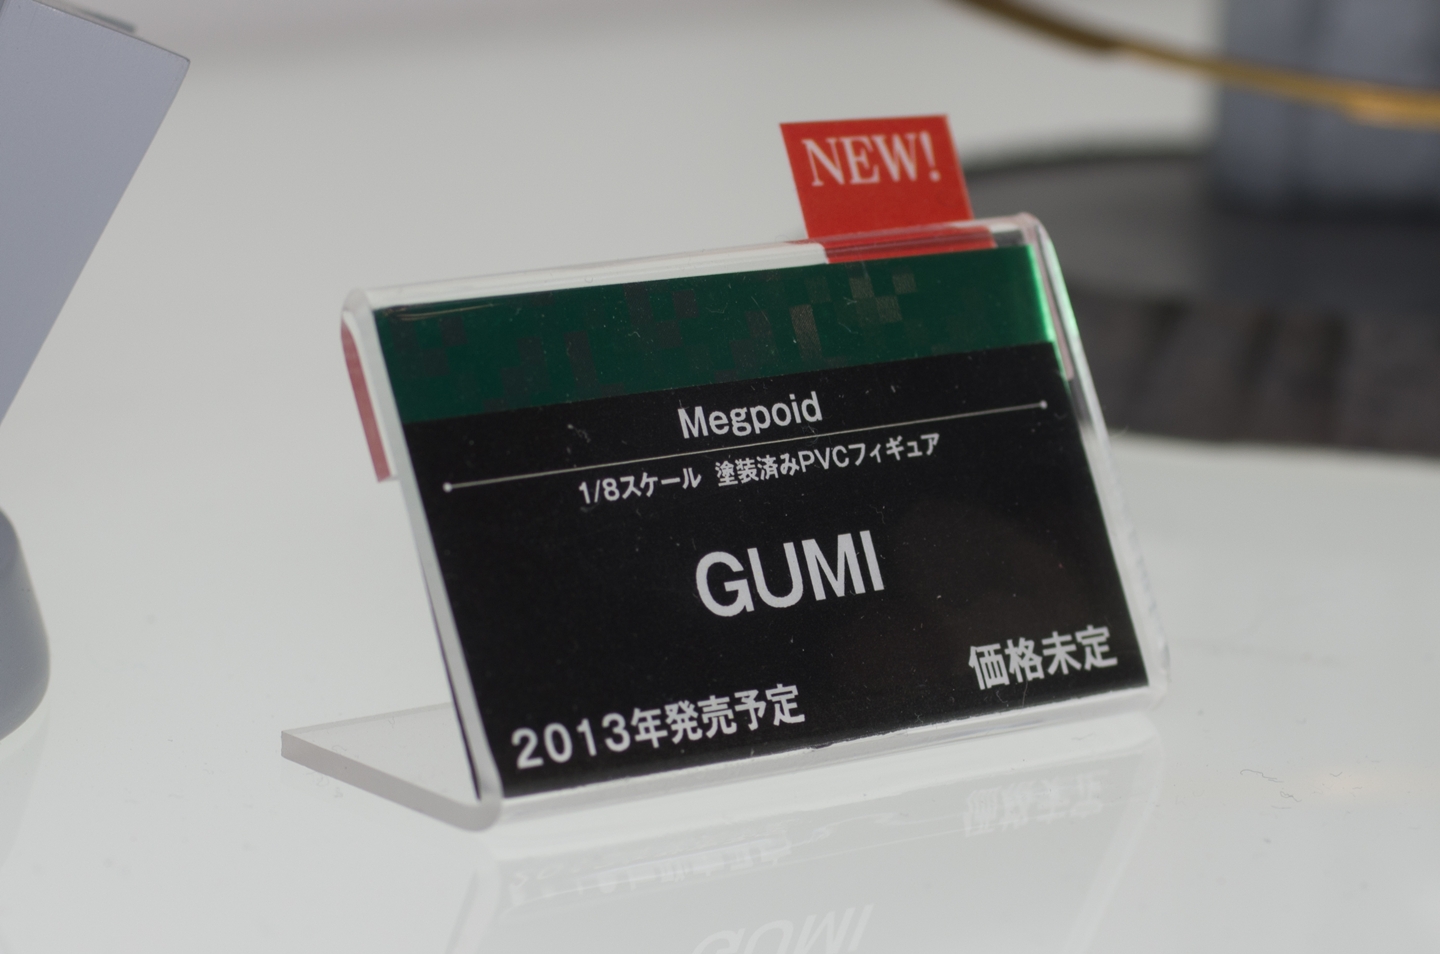 NEW!
Megpoid
1/8スケール 塗装済みPVCフィギュア
GUMI
価格未定
2013年発売予定